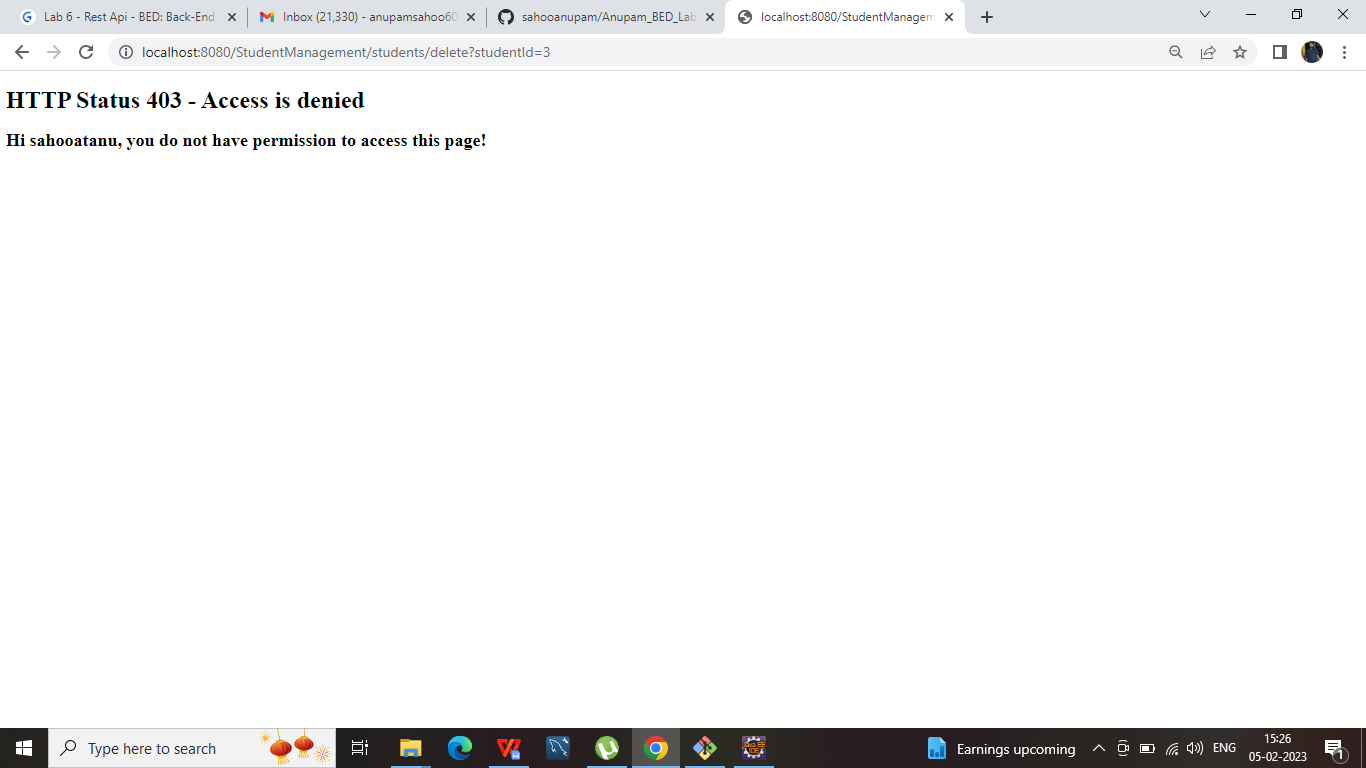 Lab 6 - Rest Api - BED: Back-End
Inbox (21,330) - anupamsahoo60
sahooanupam/Anupam_BED_Lab
localhost:8080/StudentManagem
localhost:8080/StudentManagement/students/delete?studentId=3
HTTP Status 403 - Access is denied
Hi sahooatanu, you do not have permission to access this page!
Type here to search
Earnings upcoming
ENG
15:26
05-02-2023
1